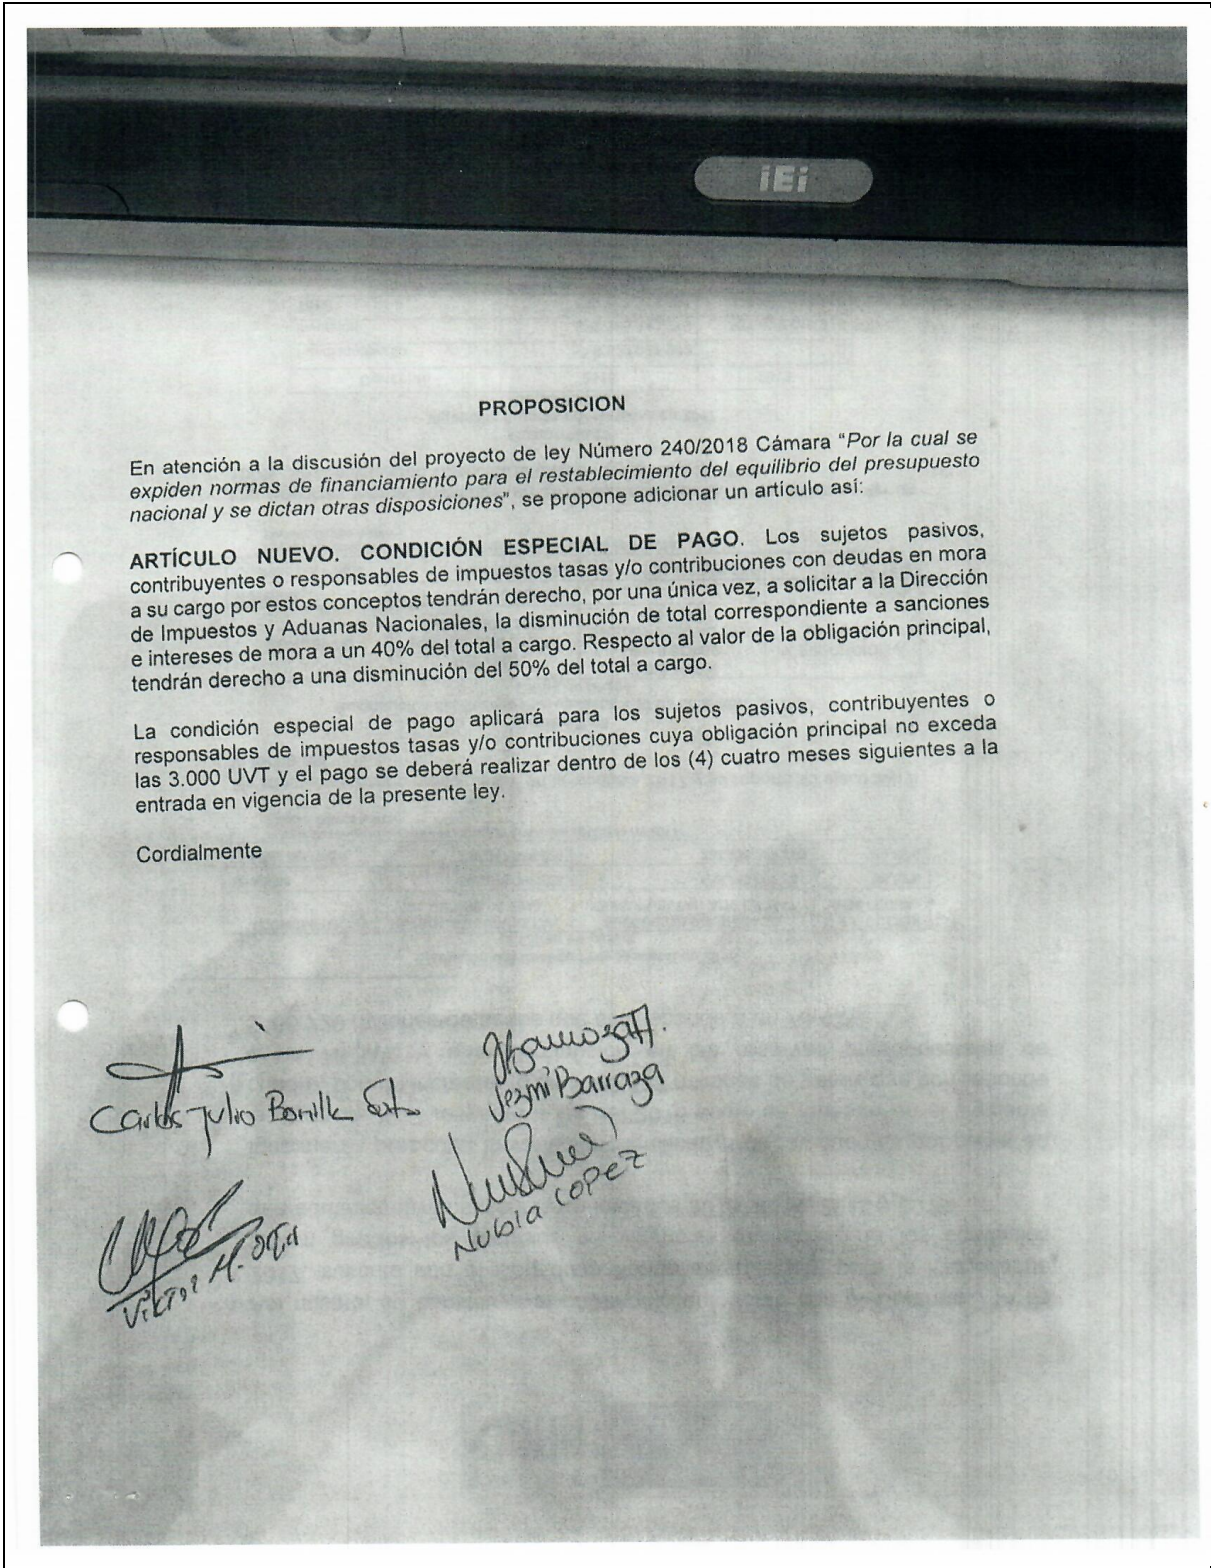 iEi
PROPOSICION
En atención a la discusión del proyecto de ley Número 240/2018 Cámara “Por la cual se
expiden normas de financiamiento para el restablecimiento del equilibrio del presupuesto
nacional y se dictan otras disposiciones”, se propone adicionar un artículo así:
ARTÍCULO NUEVO. CONDICIÓN ESPECIAL DE PAGO. Los sujetos pasivos,
contribuyentes o responsables de impuestos tasas y/o contribuciones con deudas en mora
a su cargo por estos conceptos tendrán derecho, por una única vez, a solicitar a la Dirección
de Impuestos y Aduanas Nacionales, la disminución de total correspondiente a sanciones
e intereses de mora a un 40% del total a cargo. Respecto al valor de la obligación principal,
tendrán derecho a una disminución del 50% del total a cargo.
La condición especial de pago aplicará para los sujetos pasivos, contribuyentes o
responsables de impuestos tasas y/o contribuciones cuya obligación principal no exceda
las 3.000 UVT y el pago se deberá realizar dentro de los (4) cuatro meses siguientes a la
entrada en vigencia de la presente ley.
Cordialmente
Jezmi Barraza
Carlos Julio Bonilla Soto
Nubia LOPEZ
Victor M. Ortiz